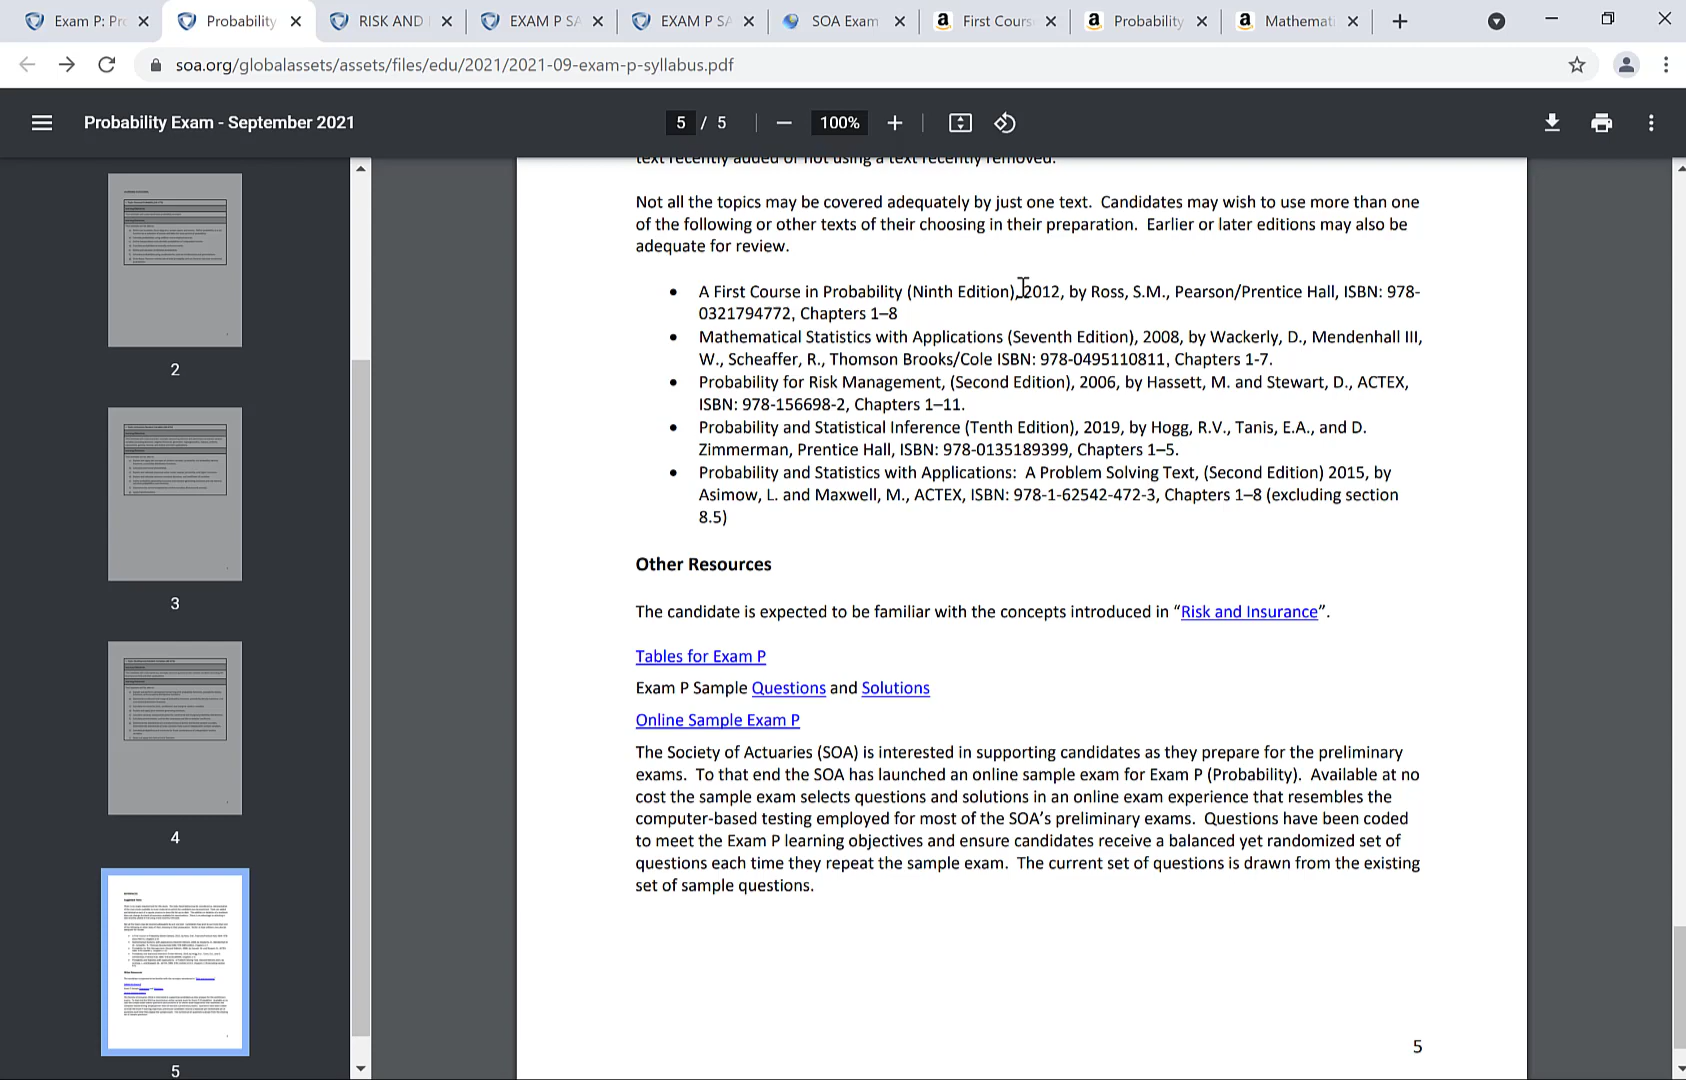 Exam P: Pr
Probability
RISK AND
EXAM P SA
EXAM P SA
SOA Exam
First Cours
Probability
Mathemat
soa.org/globalassets/assets/files/edu/2021/2021-09-exam-p-syllabus.pdf
Probability Exam - September 2021
5 / 5
100%
2
3
4
5
text recently added or not using a text recently removed.
Not all the topics may be covered adequately by just one text. Candidates may wish to use more than one
of the following or other texts of their choosing in their preparation. Earlier or later editions may also be
adequate for review.
• A First Course in Probability (Ninth Edition), 2012, by Ross, S.M., Pearson/Prentice Hall, ISBN: 978-
0321794772, Chapters 1–8
• Mathematical Statistics with Applications (Seventh Edition), 2008, by Wackerly, D., Mendenhall III,
W., Scheaffer, R., Thomson Brooks/Cole ISBN: 978-0495110811, Chapters 1-7.
• Probability for Risk Management, (Second Edition), 2006, by Hassett, M. and Stewart, D., ACTEX,
ISBN: 978-156698-2, Chapters 1–11.
• Probability and Statistical Inference (Tenth Edition), 2019, by Hogg, R.V., Tanis, E.A., and D.
Zimmerman, Prentice Hall, ISBN: 978-0135189399, Chapters 1–5.
• Probability and Statistics with Applications: A Problem Solving Text, (Second Edition) 2015, by
Asimow, L. and Maxwell, M., ACTEX, ISBN: 978-1-62542-472-3, Chapters 1–8 (excluding section
8.5)
Other Resources
The candidate is expected to be familiar with the concepts introduced in “Risk and Insurance”.
Tables for Exam P
Exam P Sample Questions and Solutions
Online Sample Exam P
The Society of Actuaries (SOA) is interested in supporting candidates as they prepare for the preliminary
exams. To that end the SOA has launched an online sample exam for Exam P (Probability). Available at no
cost the sample exam selects questions and solutions in an online exam experience that resembles the
computer-based testing employed for most of the SOA’s preliminary exams. Questions have been coded
to meet the Exam P learning objectives and ensure candidates receive a balanced yet randomized set of
questions each time they repeat the sample exam. The current set of questions is drawn from the existing
set of sample questions.
5